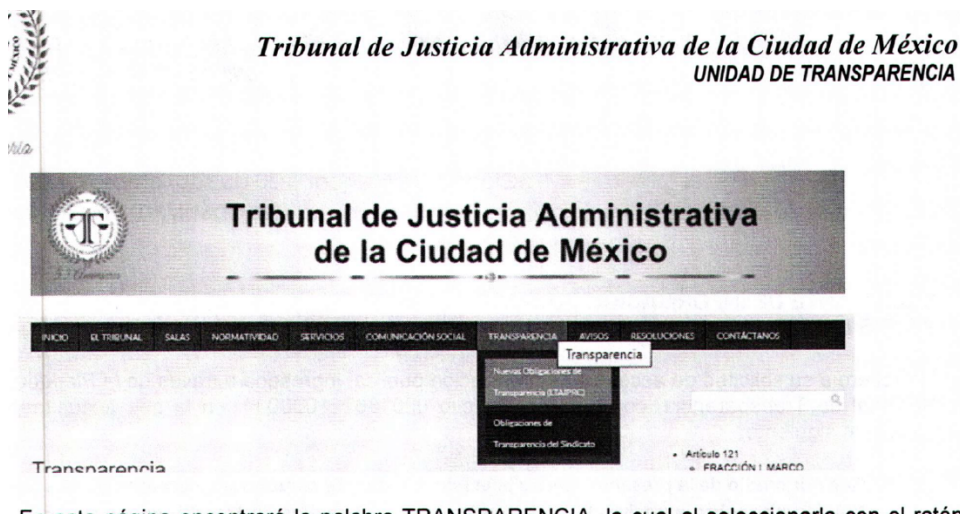 Tribunal de Justicia Administrativa de la Ciudad de México
UNIDAD DE TRANSPARENCIA
Tribunal de Justicia Administrativa
de la Ciudad de México
INICIO EL TRIBUNAL SALAS NORMATIVIDAD SERVICIOS COMUNICACIÓN SOCIAL TRANSPARENCIA AVISOS RESOLUCIONES CONTÁCTANOS
Transparencia
Nuevas Obligaciones de
Transparencia (LTAIPRC)
Obligaciones de
Transparencia del Sindicato
Transparencia
Artículo 121
FRACCIÓN I. MARCO
página encontrará la palabra TRANSPARENCIA, la cual al seleccionarla con el ratón